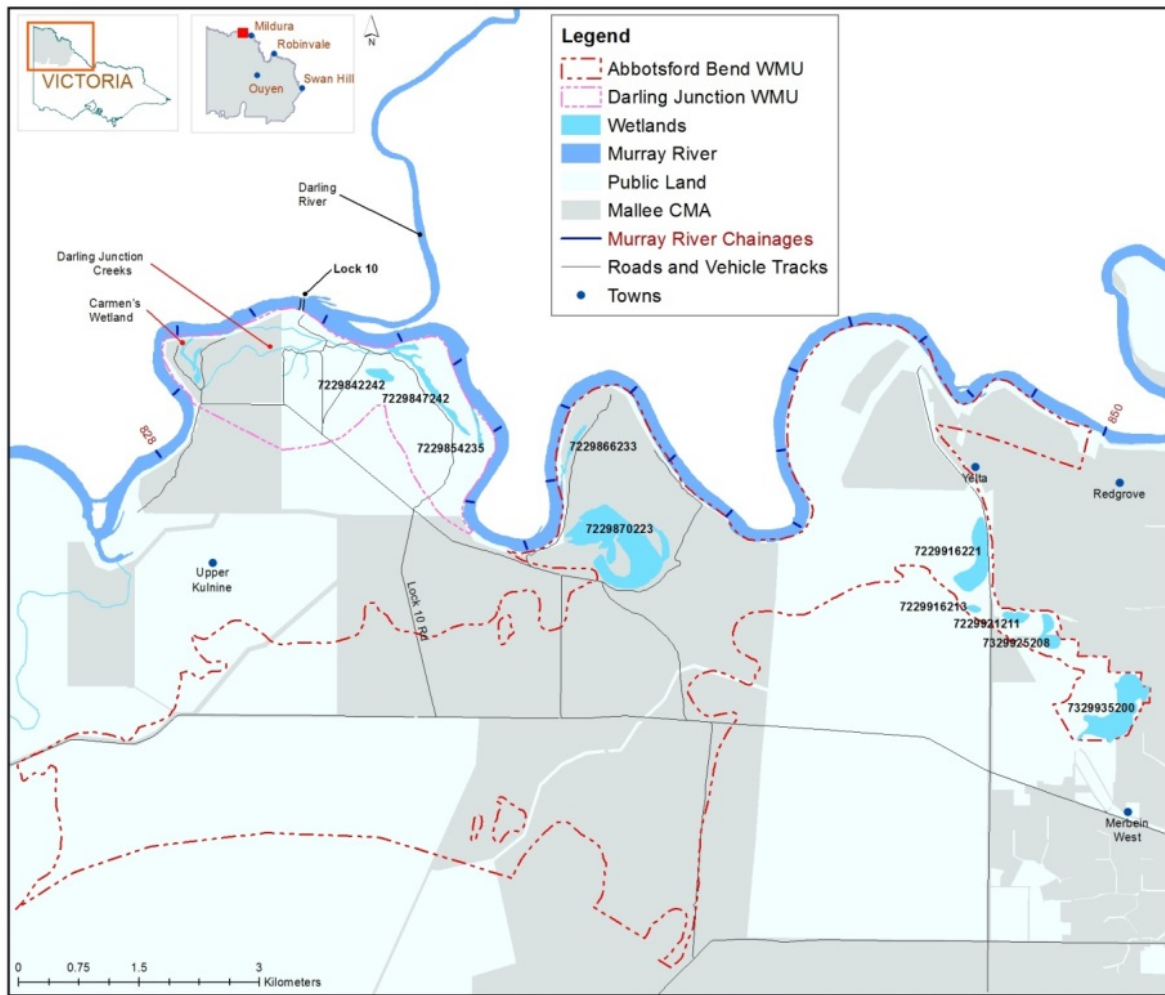 VICTORIA
Mildura
Robinvale
Ouyen
Swan Hill
N
Legend
Abbotsford Bend WMU
Darling Junction WMU
Wetlands
Murray River
Public Land
Mallee CMA
Murray River Chainages
Roads and Vehicle Tracks
Towns
Darling
River
Darling Junction
Creeks
Lock 10
Carmen's
Wetland
7229842242
7229847242
828
850
7229854235
7229866233
Yelta
Redgrove
7229870223
7229916221
Upper
Kulnine
Lock 10 Rd
7229916213
7229921211
7329925208
7329935200
Merbein
West
0 0.75 1.5 3
Kilometers